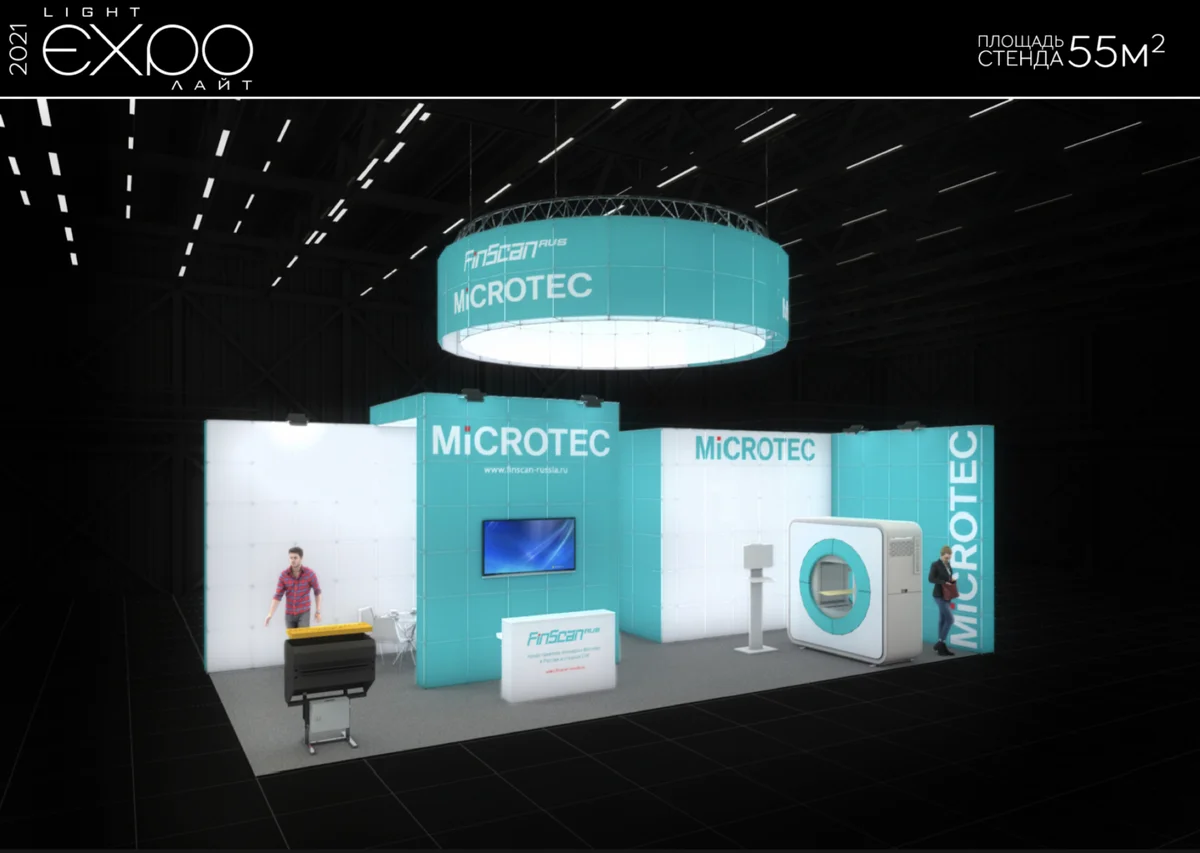 2021
LIGHT
EXPO
ЛАЙТ
ПЛОЩАДЬ
СТЕНДА 55М²
FinScan RUS
MiCROTEC
MiCROTEC
www.finscan-russia.ru
MiCROTEC
MiCROTEC
FinScan RUS